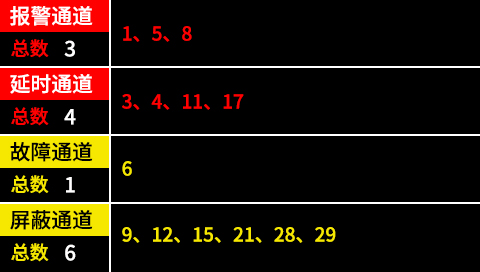 报警通道
总数 3
1、5、8
延时通道
总数 4
3、4、11、17
故障通道
总数 1
6
屏蔽通道
总数 6
9、12、15、21、28、29